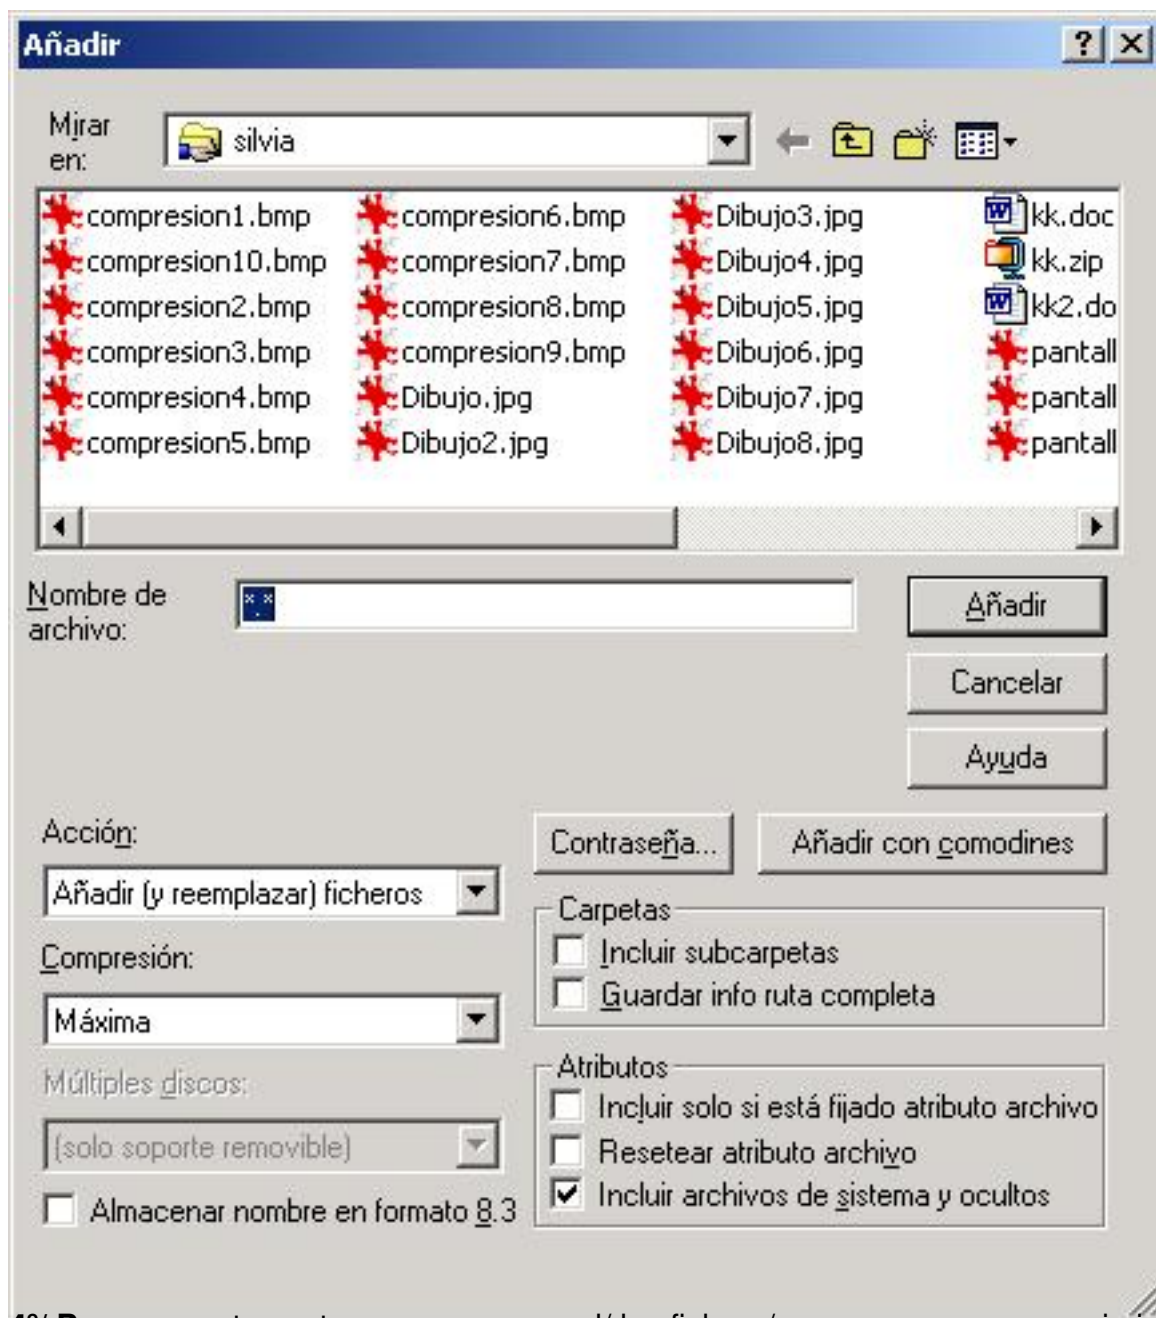 Añadir
Mirar en:
silvia
compresion1.bmp
compresion10.bmp
compresion2.bmp
compresion3.bmp
compresion4.bmp
compresion5.bmp
compresion6.bmp
compresion7.bmp
compresion8.bmp
compresion9.bmp
Dibujo.jpg
Dibujo2.jpg
Dibujo3.jpg
Dibujo4.jpg
Dibujo5.jpg
Dibujo6.jpg
Dibujo7.jpg
Dibujo8.jpg
kk.doc
kk.zip
kk2.do
pantall
pantall
pantall
Nombre de
archivo:
*.*
Añadir
Cancelar
Ayuda
Acción:
Añadir (y reemplazar) ficheros
Compresión:
Máxima
Múltiples discos:
(solo soporte removible)
Almacenar nombre en formato 8.3
Contraseña...
Añadir con comodines
Carpetas
Incluir subcarpetas
Guardar info ruta completa
Atributos
Incluir solo si está fijado atributo archivo
Resetear atributo archivo
Incluir archivos de sistema y ocultos